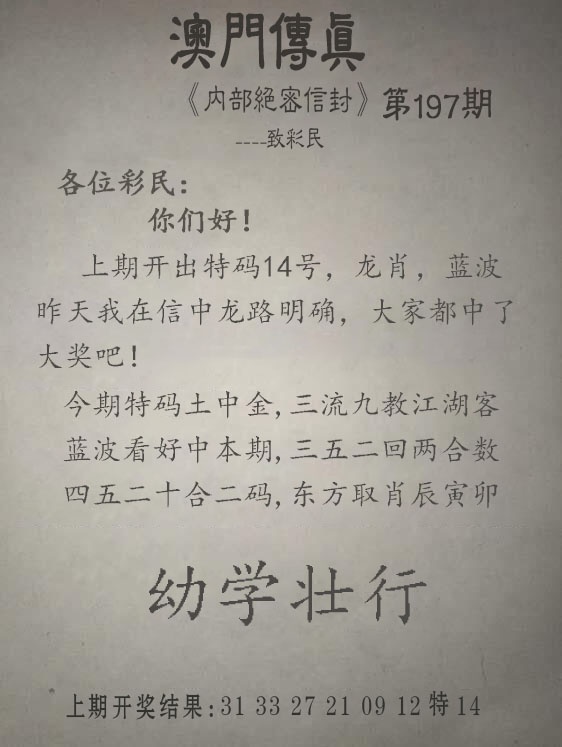 澳門傳眞
《内部絕密信封》第197期
----致彩民
各位彩民：
你们好！
上期开出特码14号，龙肖，蓝波
昨天我在信中龙路明确，大家都中了
大奖吧！
今期特码土中金,三流九教江湖客
蓝波看好中本期,三五二回两合数
四五二十合二码,东方取肖辰寅卯
幼学壮行
上期开奖结果:31 33 27 21 09 12 特 14